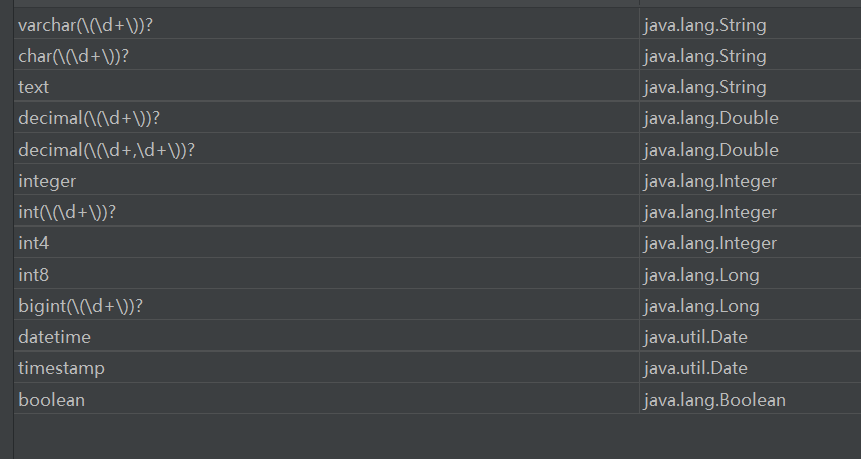 varchar(\(\d+\))? java.lang.String
char(\(\d+\))? java.lang.String
text java.lang.String
decimal(\(\d+\))? java.lang.Double
decimal(\(\d+,\d+\))? java.lang.Double
integer java.lang.Integer
int(\(\d+\))? java.lang.Integer
int4 java.lang.Integer
int8 java.lang.Long
bigint(\(\d+\))? java.lang.Long
datetime java.util.Date
timestamp java.util.Date
boolean java.lang.Boolean